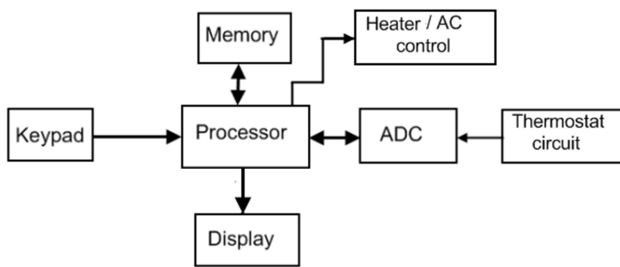 Memory
Heater / AC
control
Keypad
Processor
ADC
Thermostat
circuit
Display